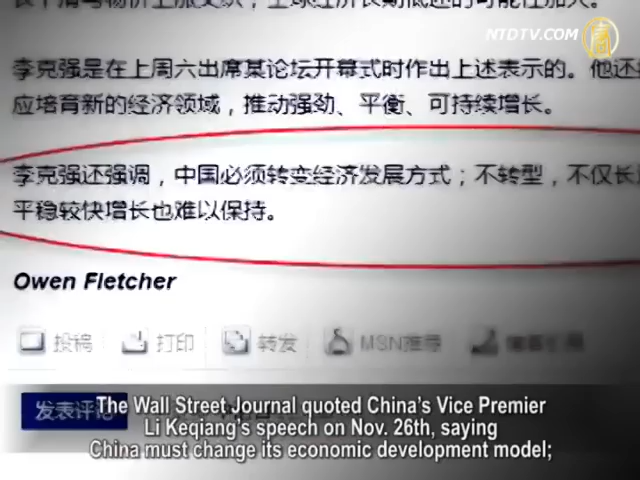 NTDTV.COM
李克强是在上周六出席某论坛开幕式时作出上述表示的。他还
应培育新的经济领域，推动强劲、平衡、可持续增长。
李克强还强调，中国必须转变经济发展方式；不转型，不仅长
平稳较快增长也难以保持。
Owen Fletcher
投稿 打印 转发 MSN推荐
发表评论
The Wall Street Journal quoted China's Vice Premier
Li Keqiang's speech on Nov. 26th, saying
China must change its economic development model;